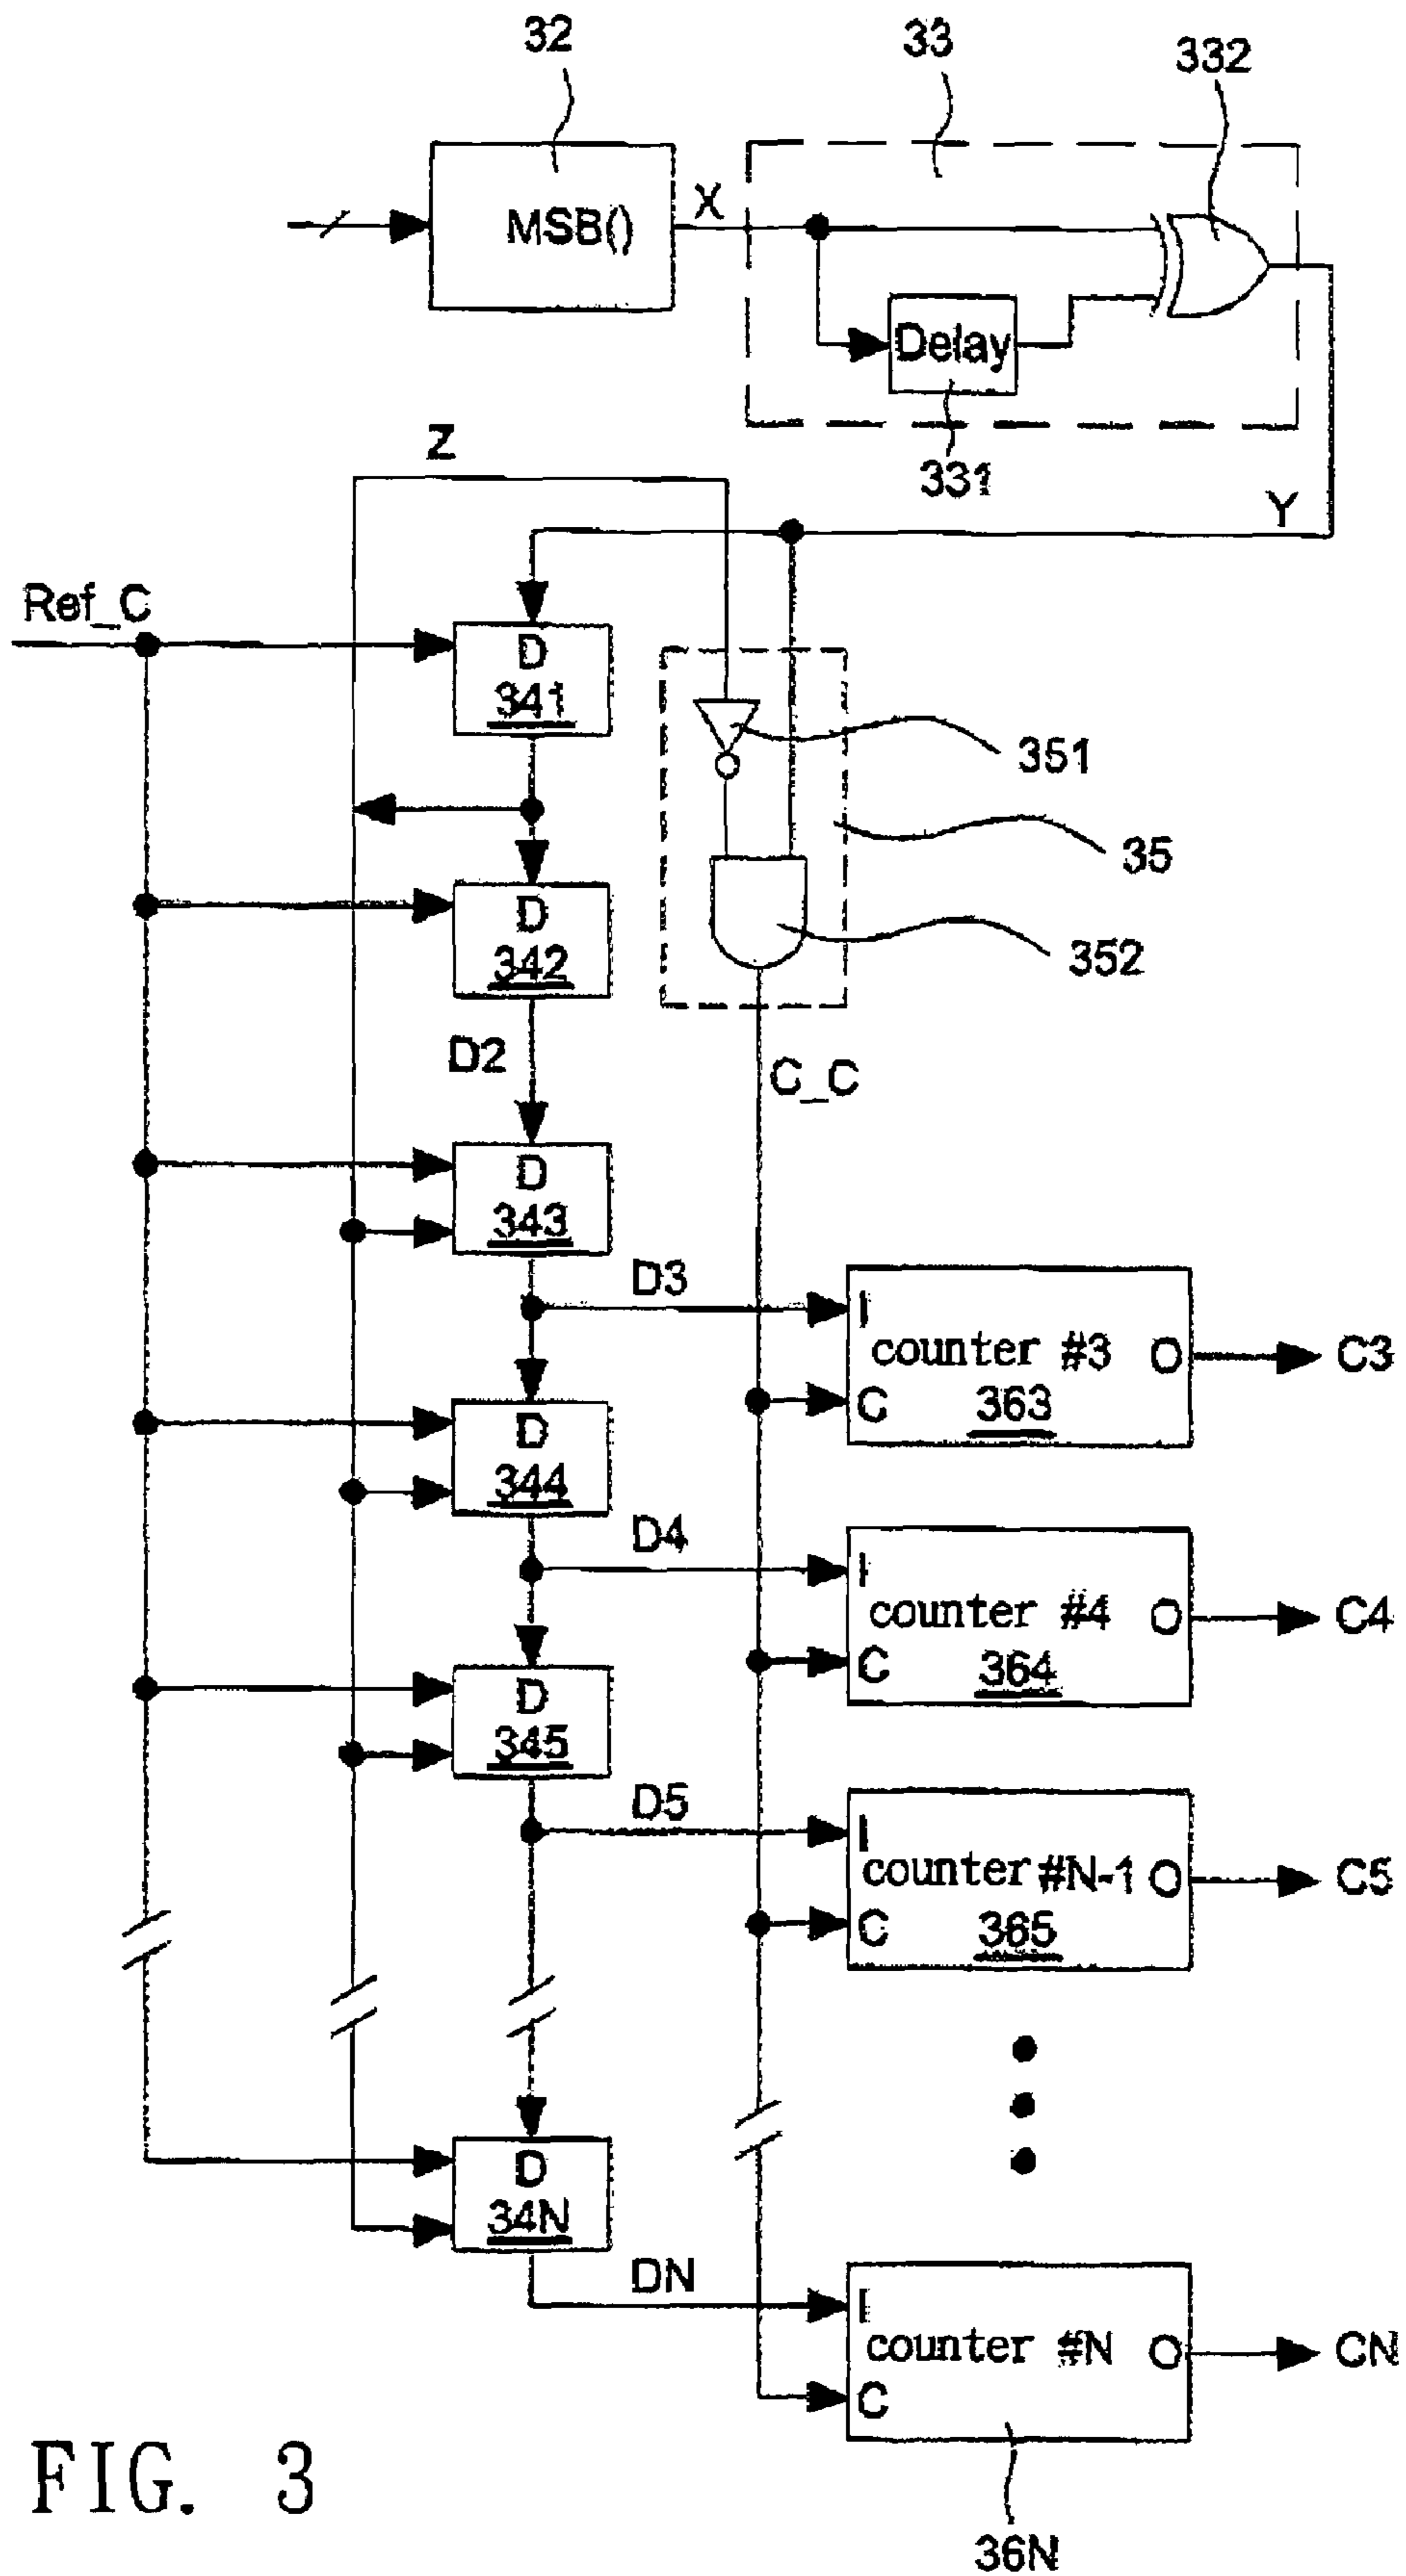 32
33
332
MSB()
X
Delay
331
Z
Y
Ref_C
D
341
351
35
D
342
352
D2
C_C
D
343
D3
I
counter #3
O
C3
C
363
D
344
D4
I
counter #4
O
C4
C
364
D
345
D5
I
counter #N-1
O
C5
C
365
D
34N
DN
I
counter #N
O
CN
C
FIG. 3
36N